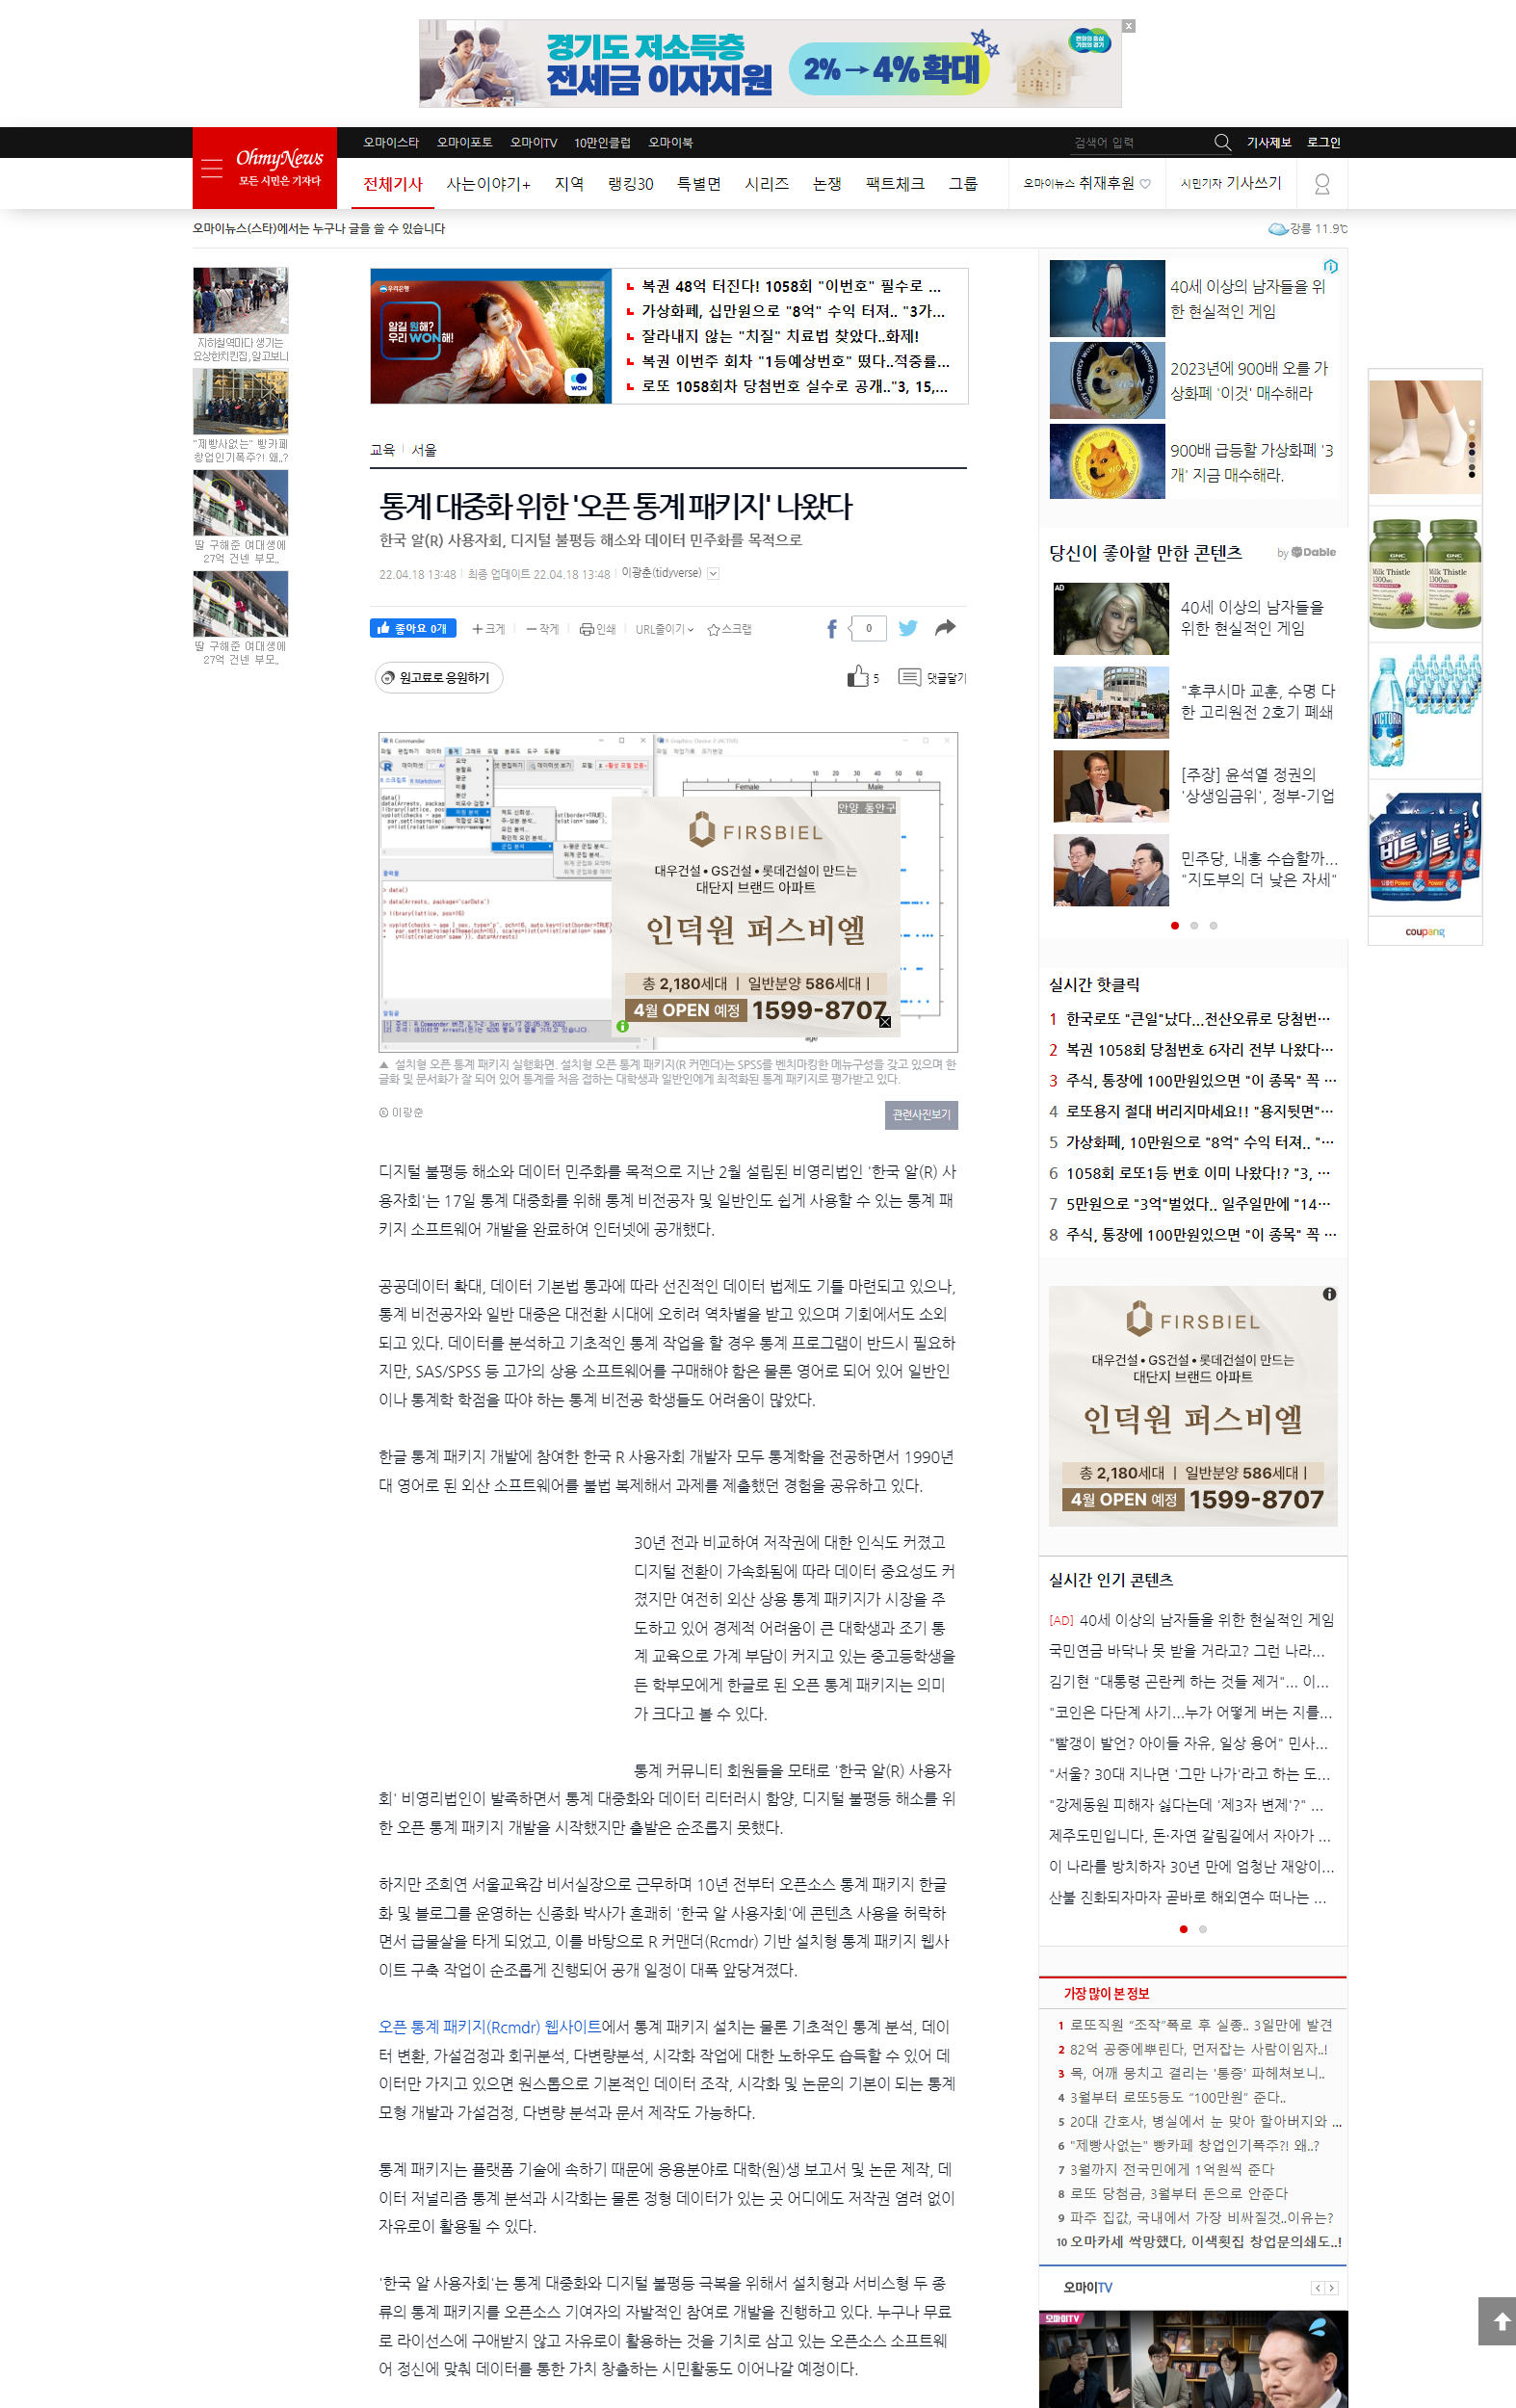 경기도 저소득층
전세금 이자지원
2% → 4% 확대
변화의 중심
기회의 경기
OhmyNews
모든 시민은 기자다
오마이스타 오마이포토 오마이TV 10만인클럽 오마이북
검색어 입력
기사제보 로그인
전체기사 사는이야기+ 지역 랭킹30 특별면 시리즈 논쟁 팩트체크 그룹
오마이뉴스 취재후원
시민기자 기사쓰기
오마이뉴스(스타)에서는 누구나 글을 쓸 수 있습니다
강릉 11.9℃
지하철역마다 생기는
요상한치킨집, 알고보니
"제빵사없는" 빵카페
창업인기폭주?! 왜..?
딸 구해준 여대생에
27억 건넨 부모..
딸 구해준 여대생에
27억 건넨 부모..
우리은행
알길 원해?
우리 WON해!
WON
복권 48억 터진다! 1058회 "이번호" 필수로 ...
가상화폐, 십만원으로 "8억" 수익 터져.. "3가...
잘라내지 않는 "치질" 치료법 찾았다..화제!
복권 이번주 회차 "1등예상번호" 떴다..적중률...
로또 1058회차 당첨번호 실수로 공개.."3, 15,...
교육 서울
통계 대중화 위한 '오픈 통계 패키지' 나왔다
한국 알(R) 사용자회, 디지털 불평등 해소와 데이터 민주화를 목적으로
22.04.18 13:48 최종 업데이트 22.04.18 13:48 이광춘(tidyverse)
좋아요 0개 크게 작게 인쇄 URL줄이기 스크랩
0
원고료로 응원하기
5 댓글달기
R Commander
파일 편집하기 데이터 통계 그래프 모델 분포도 도구 도움말
R Graphics: Device 2 (ACTIVE)
Female Male
안양 동안구
FIRSBIEL
대우건설 • GS건설 • 롯데건설이 만드는
대단지 브랜드 아파트
인덕원 퍼스비엘
총 2,180세대 ㅣ 일반분양 586세대ㅣ
4월 OPEN 예정 1599-8707
age
▲ 설치형 오픈 통계 패키지 실행화면. 설치형 오픈 통계 패키지(R 커멘더)는 SPSS를 벤치마킹한 메뉴구성을 갖고 있으며 한
글화 및 문서화가 잘 되어 있어 통계를 처음 접하는 대학생과 일반인에게 최적화된 통계 패키지로 평가받고 있다.
ⓒ 이광춘
관련사진보기
디지털 불평등 해소와 데이터 민주화를 목적으로 지난 2월 설립된 비영리법인 '한국 알(R) 사
용자회'는 17일 통계 대중화를 위해 통계 비전공자 및 일반인도 쉽게 사용할 수 있는 통계 패
키지 소프트웨어 개발을 완료하여 인터넷에 공개했다.
공공데이터 확대, 데이터 기본법 통과에 따라 선진적인 데이터 법제도 기틀 마련되고 있으나,
통계 비전공자와 일반 대중은 대전환 시대에 오히려 역차별을 받고 있으며 기회에서도 소외
되고 있다. 데이터를 분석하고 기초적인 통계 작업을 할 경우 통계 프로그램이 반드시 필요하
지만, SAS/SPSS 등 고가의 상용 소프트웨어를 구매해야 함은 물론 영어로 되어 있어 일반인
이나 통계학 학점을 따야 하는 통계 비전공 학생들도 어려움이 많았다.
한글 통계 패키지 개발에 참여한 한국 R 사용자회 개발자 모두 통계학을 전공하면서 1990년
대 영어로 된 외산 소프트웨어를 불법 복제해서 과제를 제출했던 경험을 공유하고 있다.
30년 전과 비교하여 저작권에 대한 인식도 커졌고
디지털 전환이 가속화됨에 따라 데이터 중요성도 커
졌지만 여전히 외산 상용 통계 패키지가 시장을 주
도하고 있어 경제적 어려움이 큰 대학생과 조기 통
계 교육으로 가계 부담이 커지고 있는 중고등학생을
든 학부모에게 한글로 된 오픈 통계 패키지는 의미
가 크다고 볼 수 있다.
통계 커뮤니티 회원들을 모태로 '한국 알(R) 사용자
회' 비영리법인이 발족하면서 통계 대중화와 데이터 리터러시 함양, 디지털 불평등 해소를 위
한 오픈 통계 패키지 개발을 시작했지만 출발은 순조롭지 못했다.
하지만 조희연 서울교육감 비서실장으로 근무하며 10년 전부터 오픈소스 통계 패키지 한글
화 및 블로그를 운영하는 신종화 박사가 흔쾌히 '한국 알 사용자회'에 콘텐츠 사용을 허락하
면서 급물살을 타게 되었고, 이를 바탕으로 R 커맨더(Rcmdr) 기반 설치형 통계 패키지 웹사
이트 구축 작업이 순조롭게 진행되어 공개 일정이 대폭 앞당겨졌다.
오픈 통계 패키지(Rcmdr) 웹사이트에서 통계 패키지 설치는 물론 기초적인 통계 분석, 데이
터 변환, 가설검정과 회귀분석, 다변량분석, 시각화 작업에 대한 노하우도 습득할 수 있어 데
이터만 가지고 있으면 원스톱으로 기본적인 데이터 조작, 시각화 및 논문의 기본이 되는 통계
모형 개발과 가설검정, 다변량 분석과 문서 제작도 가능하다.
통계 패키지는 플랫폼 기술에 속하기 때문에 응용분야로 대학(원)생 보고서 및 논문 제작, 데
이터 저널리즘 통계 분석과 시각화는 물론 정형 데이터가 있는 곳 어디에도 저작권 염려 없이
자유로이 활용될 수 있다.
'한국 알 사용자회'는 통계 대중화와 디지털 불평등 극복을 위해서 설치형과 서비스형 두 종
류의 통계 패키지를 오픈소스 기여자의 자발적인 참여로 개발을 진행하고 있다. 누구나 무료
로 라이선스에 구애받지 않고 자유로이 활용하는 것을 기치로 삼고 있는 오픈소스 소프트웨
어 정신에 맞춰 데이터를 통한 가치 창출하는 시민활동도 이어나갈 예정이다.
40세 이상의 남자들을 위
한 현실적인 게임
2023년에 900배 오를 가
상화폐 '이것' 매수해라
900배 급등할 가상화폐 '3
개' 지금 매수해라.
당신이 좋아할 만한 콘텐츠
by Dable
AD
40세 이상의 남자들을
위한 현실적인 게임
"후쿠시마 교훈, 수명 다
한 고리원전 2호기 폐쇄
[주장] 윤석열 정권의
'상생임금위', 정부-기업
민주당, 내홍 수습할까...
"지도부의 더 낮은 자세"
실시간 핫클릭
1 한국로또 "큰일"났다...전산오류로 당첨번…
2 복권 1058회 당첨번호 6자리 전부 나왔다…
3 주식, 통장에 100만원있으면 "이 종목" 꼭 …
4 로또용지 절대 버리지마세요!! "용지뒷면"…
5 가상화폐, 10만원으로 "8억" 수익 터져.. "…
6 1058회 로또1등 번호 이미 나왔다!? "3, …
7 5만원으로 "3억"벌었다.. 일주일만에 "14…
8 주식, 통장에 100만원있으면 "이 종목" 꼭 …
FIRSBIEL
대우건설 • GS건설 • 롯데건설이 만드는
대단지 브랜드 아파트
인덕원 퍼스비엘
총 2,180세대 ㅣ 일반분양 586세대ㅣ
4월 OPEN 예정 1599-8707
실시간 인기 콘텐츠
[AD] 40세 이상의 남자들을 위한 현실적인 게임
국민연금 바닥나 못 받을 거라고? 그런 나라...
김기현 "대통령 곤란케 하는 것들 제거"... 이...
"코인은 다단계 사기...누가 어떻게 버는 지를...
"빨갱이 발언? 아이들 자유, 일상 용어" 민사...
"서울? 30대 지나면 '그만 나가'라고 하는 도...
"강제동원 피해자 싫다는데 '제3자 변제'?" ...
제주도민입니다, 돈·자연 갈림길에서 자아가 ...
이 나라를 방치하자 30년 만에 엄청난 재앙이...
산불 진화되자마자 곧바로 해외연수 떠나는 ...
가장 많이 본 정보
1 로또직원 "조작"폭로 후 실종.. 3일만에 발견
2 82억 공중에뿌린다, 먼저잡는 사람이임자..!
3 목, 어깨 뭉치고 결리는 '통증' 파헤쳐보니..
4 3월부터 로또5등도 "100만원" 준다..
5 20대 간호사, 병실에서 눈 맞아 할아버지와 ...
6 "제빵사없는" 빵카페 창업인기폭주?! 왜..?
7 3월까지 전국민에게 1억원씩 준다
8 로또 당첨금, 3월부터 돈으로 안준다
9 파주 집값, 국내에서 가장 비싸질것..이유는?
10 오마카세 싹망했다, 이색횟집 창업문의쇄도..!
오마이TV
오마이TV
GNC
Milk Thistle
1300MG
GNC
Milk Thistle
1300MG
VICTORIA
비트
coupang